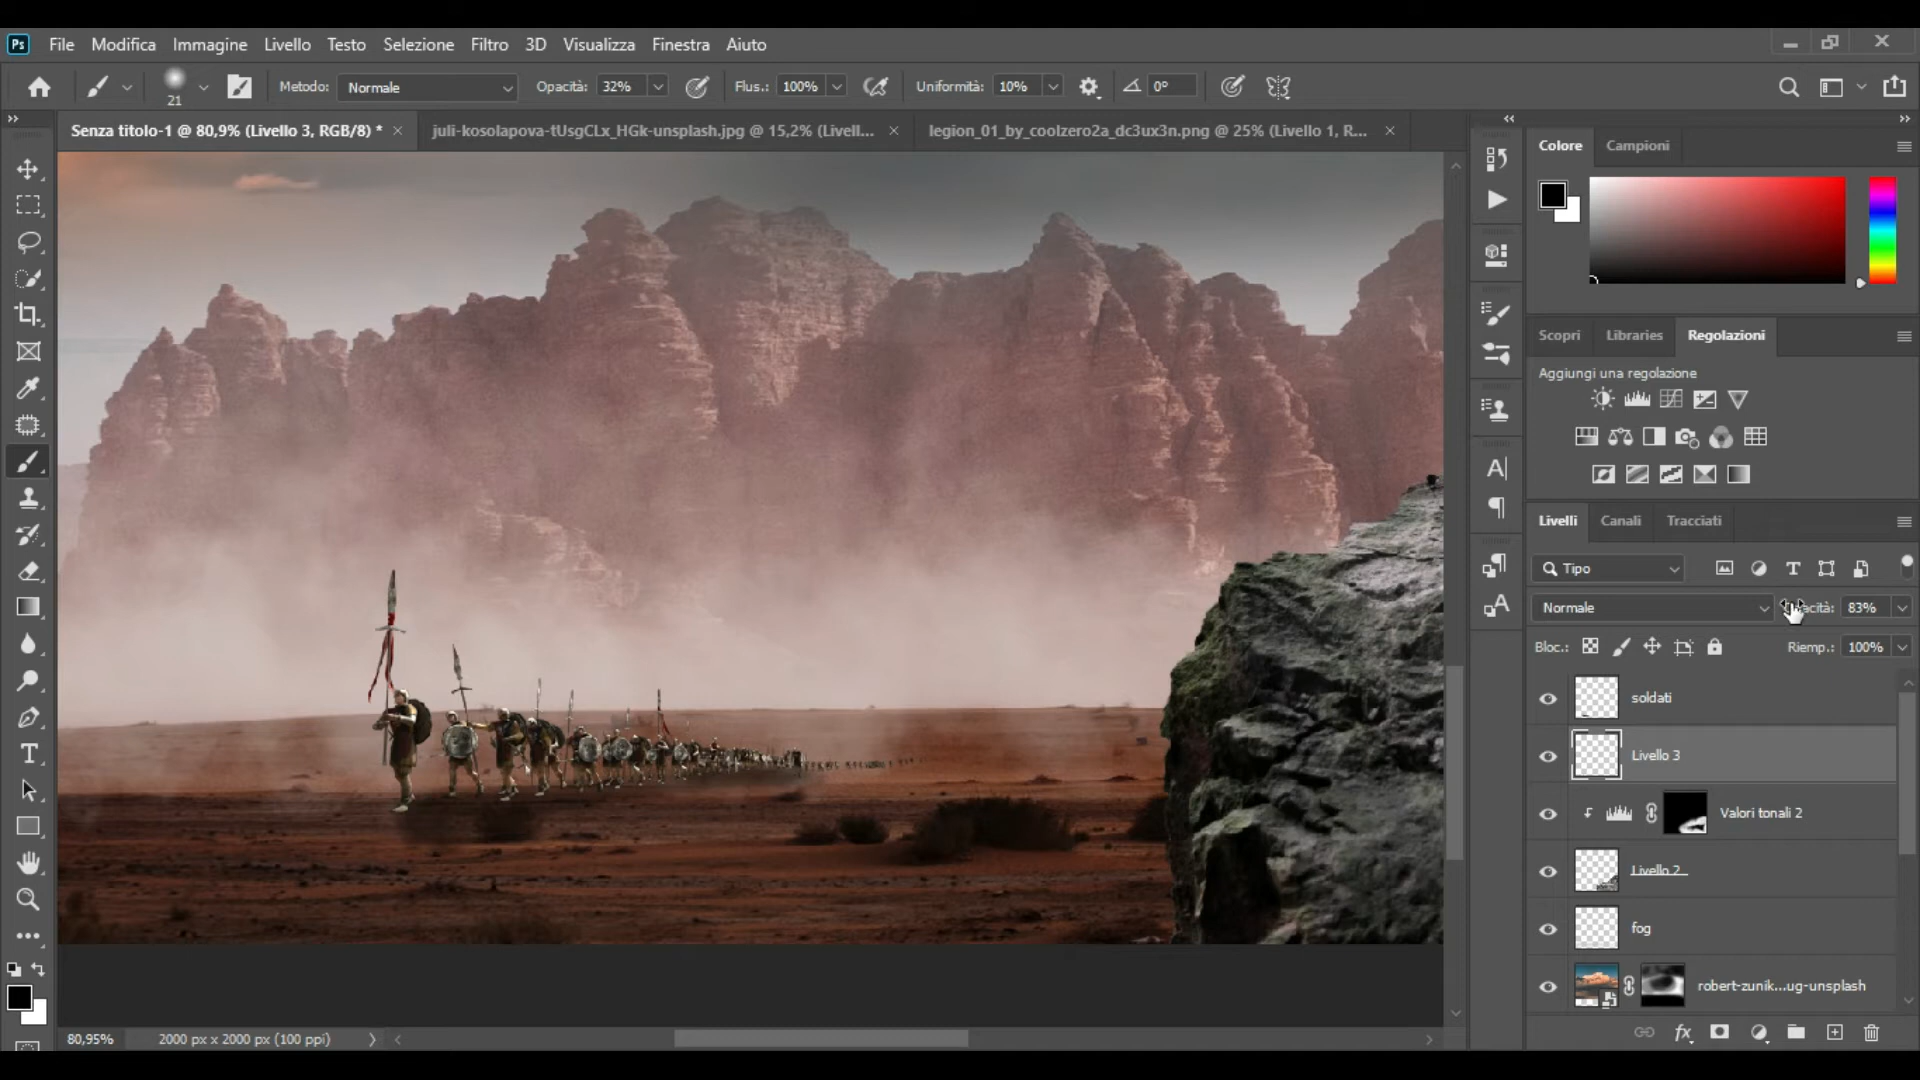 Ps File Modifica Immagine Livello Testo Selezione Filtro 3D Visualizza Finestra Aiuto
21 Metodo: Normale Opacità: 32% Flus.: 100% Uniformità: 10% 0°
Senza titolo-1 @ 80,9% (Livello 3, RGB/8) * juli-kosolapova-tUsgCLx_HGk-unsplash.jpg @ 15,2% (Livell... legion_01_by_coolzero2a_dc3ux3n.png @ 25% (Livello 1, R...
Colore Campioni
Scopri Libraries Regolazioni
Aggiungi una regolazione
Livelli Canali Tracciati
Tipo
Normale 83%
Bloc.: Riemp.: 100%
soldati
Livello 3
Valori tonali 2
Livello 2
fog
robert-zunik...ug-unsplash
80,95% 2000 px x 2000 px (100 ppi)